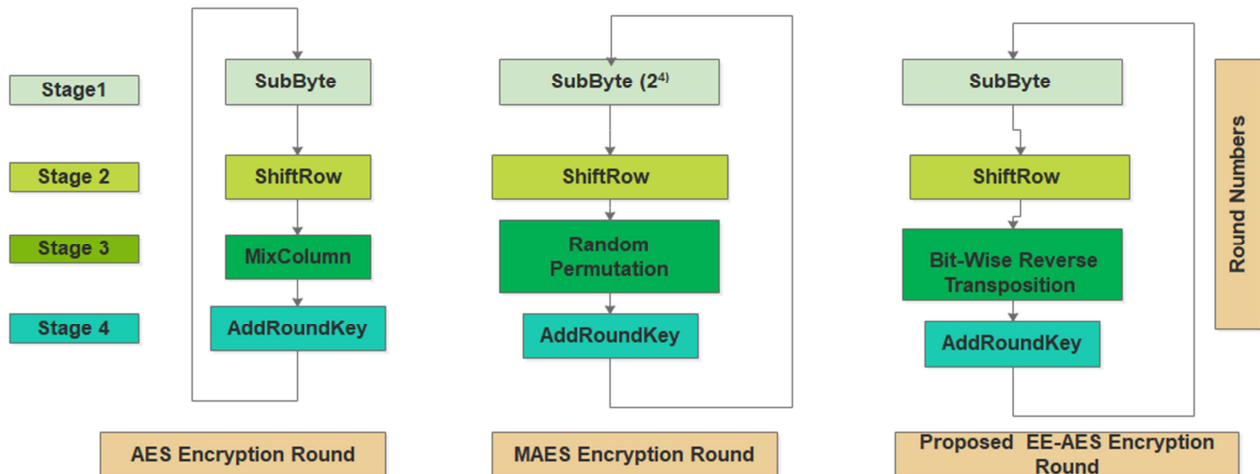 Stage1
SubByte
SubByte (2⁴⁾
SubByte
Stage 2
ShiftRow
ShiftRow
ShiftRow
Stage 3
MixColumn
Random
Permutation
Bit-Wise Reverse
Transposition
Stage 4
AddRoundKey
AddRoundKey
AddRoundKey
Round Numbers
AES Encryption Round
MAES Encryption Round
Proposed EE-AES Encryption
Round